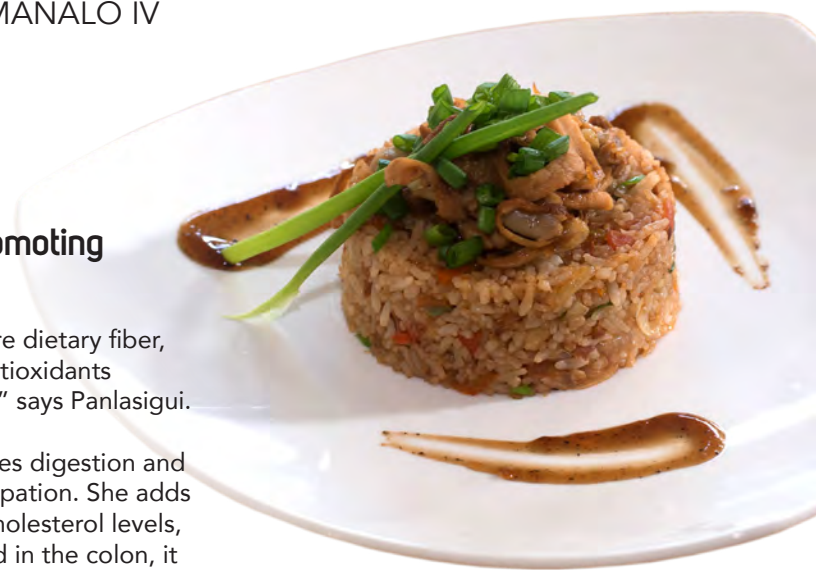 MANALO IV
omoting
re dietary fiber,
tioxidants
” says Panlasigui.
es digestion and
pation. She adds
holesterol levels,
d in the colon, it